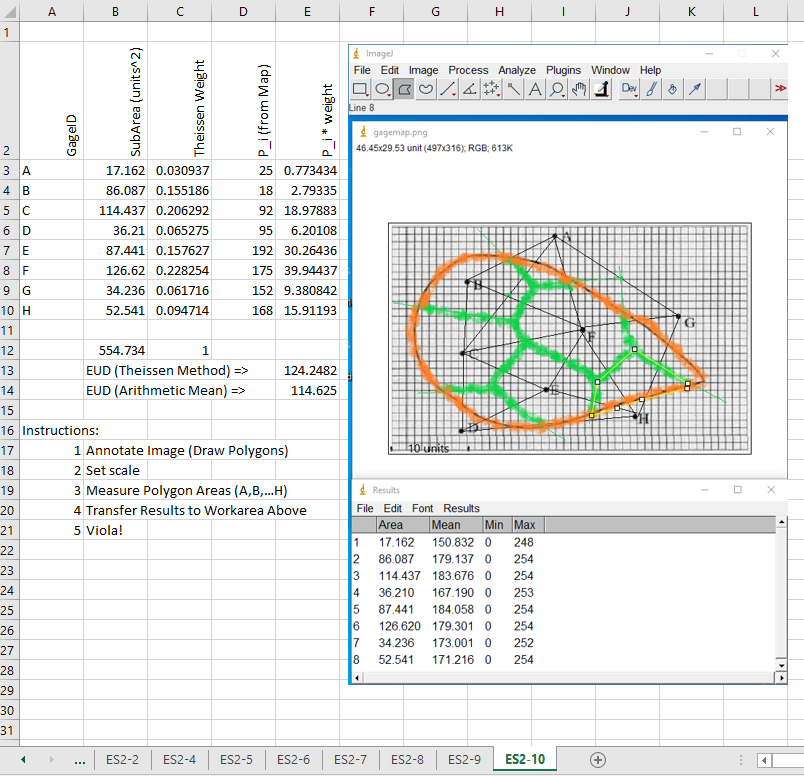 A B C D E F G H I J K L
1
2 GageID SubArea (units^2) Theissen Weight P_i (from Map) P_i * weight
3 A 17.162 0.030937 25 0.773434
4 B 86.087 0.155186 18 2.79335
5 C 114.437 0.206292 92 18.97883
6 D 36.21 0.065275 95 6.20108
7 E 87.441 0.157627 192 30.26436
8 F 126.62 0.228254 175 39.94437
9 G 34.236 0.061716 152 9.380842
10 H 52.541 0.094714 168 15.91193
11
12 554.734 1
13 EUD (Theissen Method) => 124.2482
14 EUD (Arithmetic Mean) => 114.625
15
16 Instructions:
17 1 Annotate Image (Draw Polygons)
18 2 Set scale
19 3 Measure Polygon Areas (A,B,...H)
20 4 Transfer Results to Workarea Above
21 5 Viola!
22
23
24
25
26
27
28
29
30
31
ImageJ
File Edit Image Process Analyze Plugins Window Help
A Dev >>
Line 8
gagemap.png
46.45x29.53 unit (497x316); RGB; 613K
A
B
G
F
C
E
H
D
10 units
Results
File Edit Font Results
Area Mean Min Max
1 17.162 150.832 0 248
2 86.087 179.137 0 254
3 114.437 183.676 0 254
4 36.210 167.190 0 253
5 87.441 184.058 0 254
6 126.620 179.301 0 254
7 34.236 173.001 0 252
8 52.541 171.216 0 254
... ES2-2 ES2-4 ES2-5 ES2-6 ES2-7 ES2-8 ES2-9 ES2-10